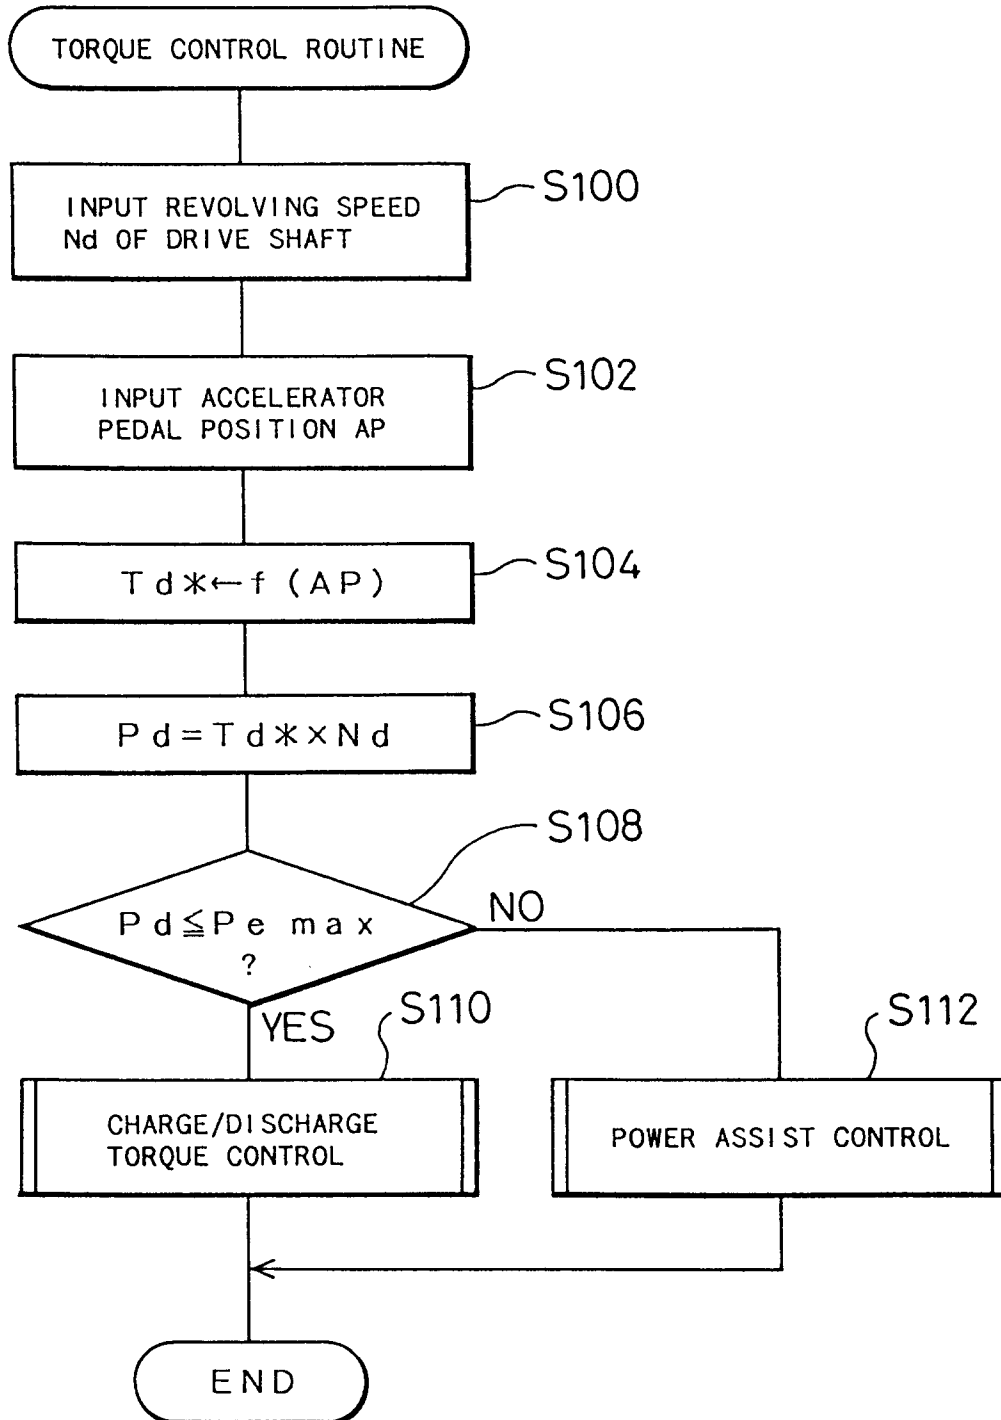 TORQUE CONTROL ROUTINE
S100
INPUT REVOLVING SPEED
Nd OF DRIVE SHAFT
S102
INPUT ACCELERATOR
PEDAL POSITION AP
S104
Td*←f(AP)
S106
Pd=Td*×Nd
S108
Pd≦Pe max
?
NO
YES
S110
S112
CHARGE/DISCHARGE
TORQUE CONTROL
POWER ASSIST CONTROL
END